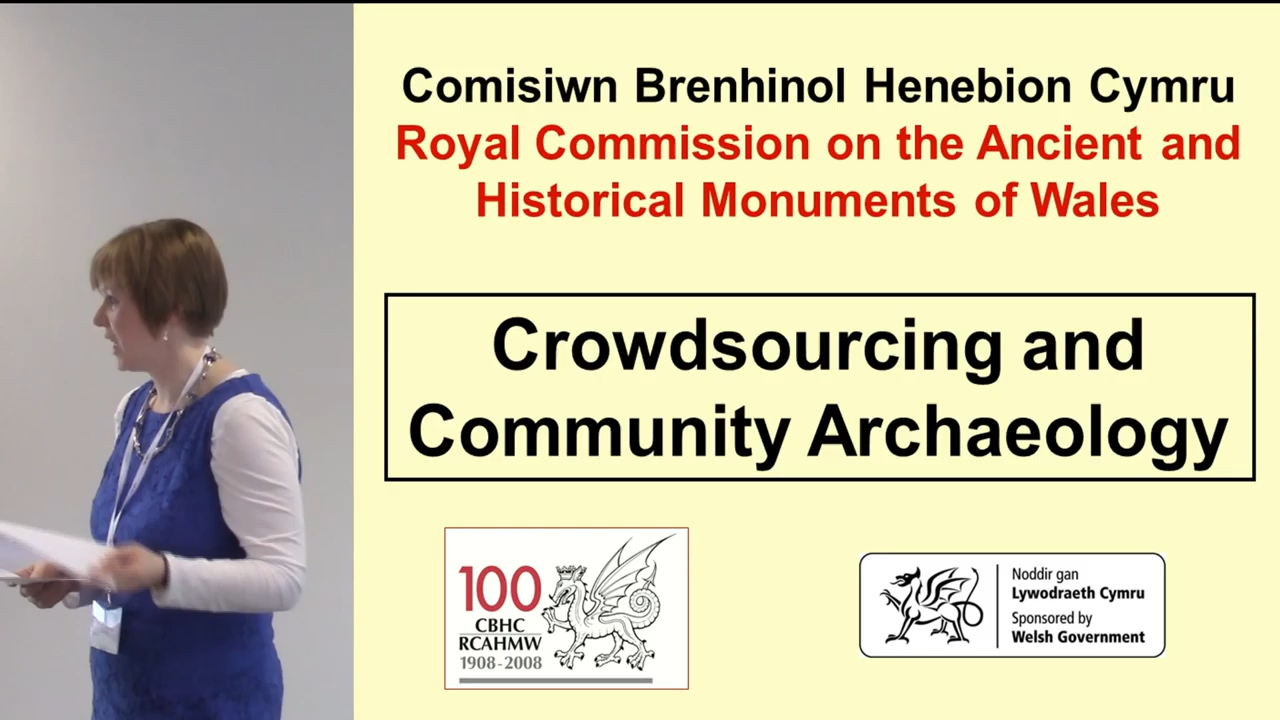 Comisiwn Brenhinol Henebion Cymru
Royal Commission on the Ancient and
Historical Monuments of Wales
Crowdsourcing and
Community Archaeology
100
CBHC
RCAHMW
1908-2008
Noddir gan
Lywodraeth Cymru
Sponsored by
Welsh Government